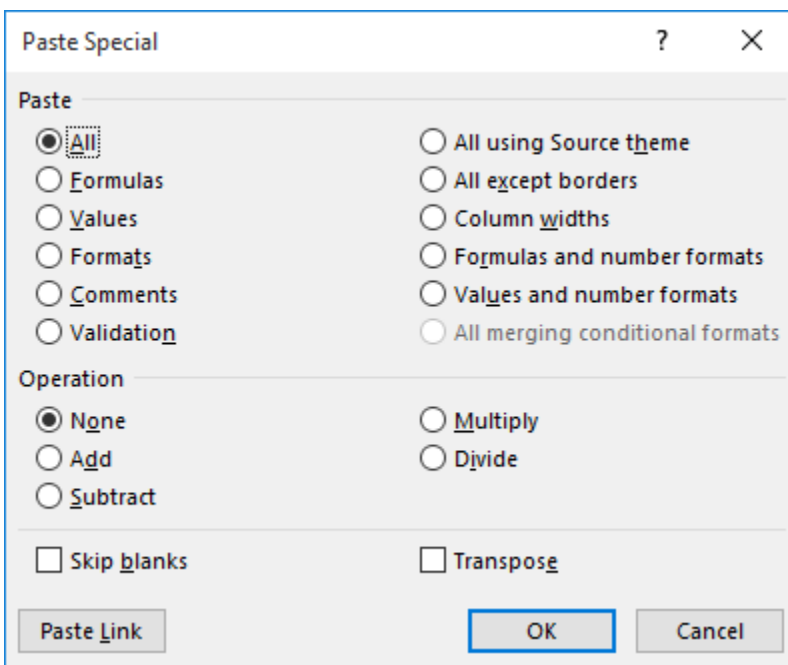 Paste Special ?
Paste
All
All using Source theme
Formulas
All except borders
Values
Column widths
Formats
Formulas and number formats
Comments
Values and number formats
Validation
All merging conditional formats
Operation
None
Multiply
Add
Divide
Subtract
Skip blanks
Transpose
Paste Link
OK
Cancel